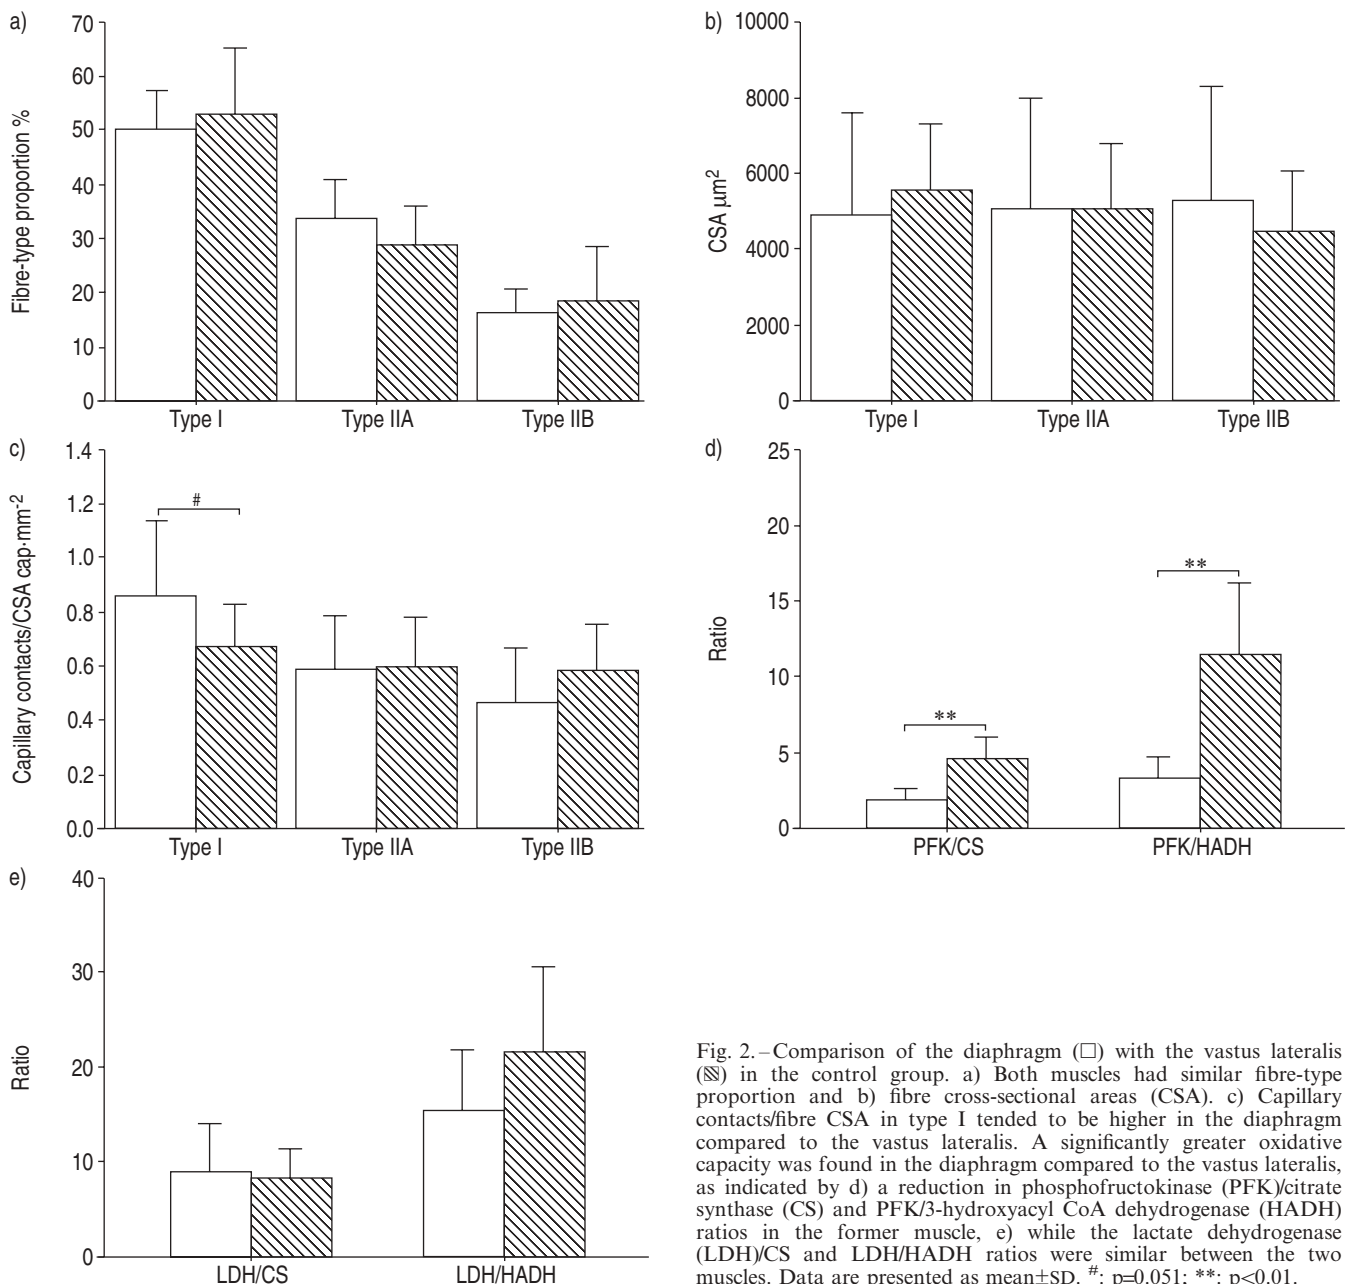 a)
70
60
50
40
30
20
10
0
Fibre-type proportion %
Type I
Type IIA
Type IIB
b)
10000
8000
6000
4000
2000
0
CSA µm²
Type I
Type IIA
Type IIB
c)
1.4
1.2
1.0
0.8
0.6
0.4
0.2
0.0
Capillary contacts/CSA cap·mm⁻²
#
Type I
Type IIA
Type IIB
d)
25
20
15
10
5
0
Ratio
**
**
PFK/CS
PFK/HADH
e)
40
30
20
10
0
Ratio
LDH/CS
LDH/HADH
Fig. 2. – Comparison of the diaphragm (□) with the vastus lateralis
(▧) in the control group. a) Both muscles had similar fibre-type
proportion and b) fibre cross-sectional areas (CSA). c) Capillary
contacts/fibre CSA in type I tended to be higher in the diaphragm
compared to the vastus lateralis. A significantly greater oxidative
capacity was found in the diaphragm compared to the vastus lateralis,
as indicated by d) a reduction in phosphofructokinase (PFK)/citrate
synthase (CS) and PFK/3-hydroxyacyl CoA dehydrogenase (HADH)
ratios in the former muscle, e) while the lactate dehydrogenase
(LDH)/CS and LDH/HADH ratios were similar between the two
muscles. Data are presented as mean±SD. #: p=0.051; **: p<0.01.